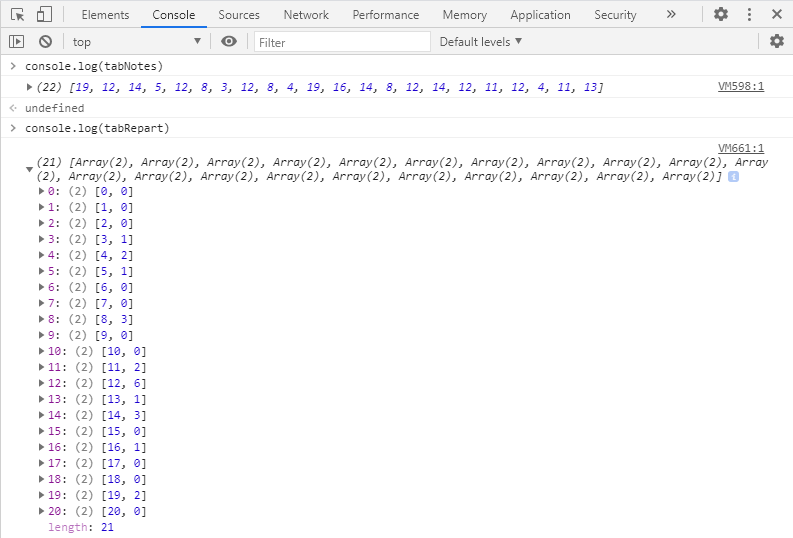 Elements Console Sources Network Performance Memory Application Security »
top Filter Default levels
console.log(tabNotes)
(22) [19, 12, 14, 5, 12, 8, 3, 12, 8, 4, 19, 16, 14, 8, 12, 14, 12, 11, 12, 4, 11, 13] VM598:1
undefined
console.log(tabRepart)
VM661:1
(21) [Array(2), Array(2), Array(2), Array(2), Array(2), Array(2), Array(2), Array(2), Array(2), Array(2), Array
(2), Array(2), Array(2), Array(2), Array(2), Array(2), Array(2), Array(2), Array(2), Array(2), Array(2)] i
0: (2) [0, 0]
1: (2) [1, 0]
2: (2) [2, 0]
3: (2) [3, 1]
4: (2) [4, 2]
5: (2) [5, 1]
6: (2) [6, 0]
7: (2) [7, 0]
8: (2) [8, 3]
9: (2) [9, 0]
10: (2) [10, 0]
11: (2) [11, 2]
12: (2) [12, 6]
13: (2) [13, 1]
14: (2) [14, 3]
15: (2) [15, 0]
16: (2) [16, 1]
17: (2) [17, 0]
18: (2) [18, 0]
19: (2) [19, 2]
20: (2) [20, 0]
length: 21